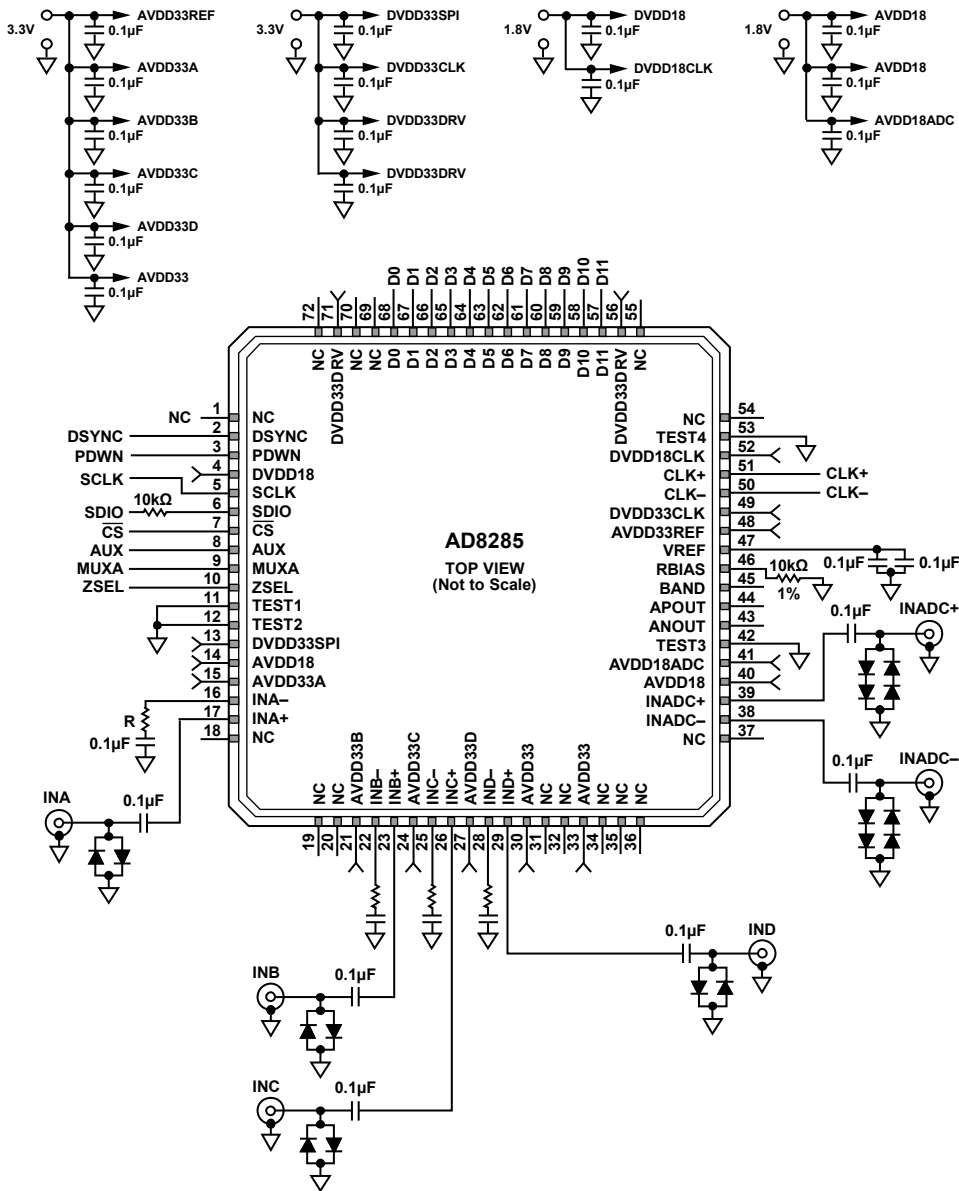 3.3V
AVDD33REF
0.1µF
AVDD33A
0.1µF
AVDD33B
0.1µF
AVDD33C
0.1µF
AVDD33D
0.1µF
AVDD33
0.1µF
3.3V
DVDD33SPI
0.1µF
DVDD33CLK
0.1µF
DVDD33DRV
0.1µF
DVDD33DRV
0.1µF
1.8V
DVDD18
0.1µF
DVDD18CLK
0.1µF
1.8V
AVDD18
0.1µF
AVDD18
0.1µF
AVDD18ADC
0.1µF
D0
D1
D2
D3
D4
D5
D6
D7
D8
D9
D10
D11
72
71
70
69
68
67
66
65
64
63
62
61
60
59
58
57
56
55
NC
DVDD33DRV
NC
NC
D0
D1
D2
D3
D4
D5
D6
D7
D8
D9
D10
D11
DVDD33DRV
NC
NC 1 NC
DSYNC 2 DSYNC
PDWN 3 PDWN
4 DVDD18
SCLK 5 SCLK
SDIO 10kΩ 6 SDIO
CS 7 CS
AUX 8 AUX
MUXA 9 MUXA
ZSEL 10 ZSEL
11 TEST1
12 TEST2
13 DVDD33SPI
14 AVDD18
15 AVDD33A
16 INA–
17 INA+
18 NC
R
0.1µF
INA
0.1µF
AD8285
TOP VIEW
(Not to Scale)
NC 54
TEST4 53
DVDD18CLK 52
CLK+ 51 CLK+
CLK– 50 CLK–
DVDD33CLK 49
AVDD33REF 48
VREF 47
RBIAS 46
BAND 45
APOUT 44
ANOUT 43
TEST3 42
AVDD18ADC 41
AVDD18 40
INADC+ 39
INADC– 38
NC 37
0.1µF
0.1µF
10kΩ
1%
0.1µF
INADC+
0.1µF
INADC–
NC
NC
AVDD33B
INB–
INB+
AVDD33C
INC–
INC+
AVDD33D
IND–
IND+
AVDD33
NC
NC
AVDD33
NC
NC
NC
19
20
21
22
23
24
25
26
27
28
29
30
31
32
33
34
35
36
0.1µF
IND
INB
0.1µF
INC
0.1µF